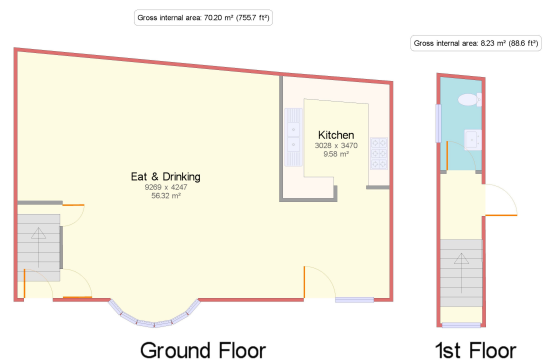 Gross internal area: 70.20 m² (755.7 ft²)
Gross internal area: 8.23 m² (88.6 ft²)
Kitchen
3028 x 3470
9.58 m²
Eat & Drinking
9269 x 4247
56.32 m²
Ground Floor
1st Floor